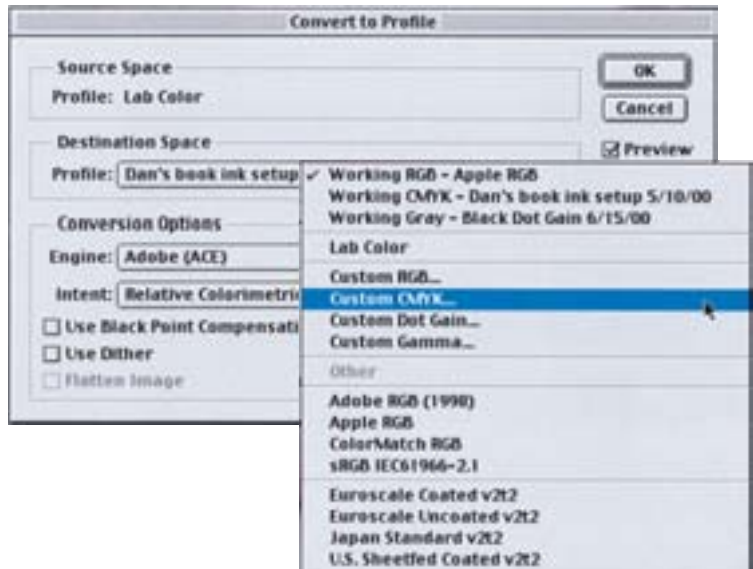 Convert to Profile
Source Space
Profile: Lab Color
OK
Cancel
Preview
Destination Space
Profile: Dan's book ink setup
Conversion Options
Engine: Adobe (ACE)
Intent: Relative Colorimetri
Use Black Point Compensati
Use Dither
Flatten Image
✓ Working RGB - Apple RGB
Working CMYK - Dan's book ink setup 5/10/00
Working Gray - Black Dot Gain 6/15/00
Lab Color
Custom RGB...
Custom CMYK...
Custom Dot Gain...
Custom Gamma...
Other
Adobe RGB (1998)
Apple RGB
ColorMatch RGB
sRGB IEC61966-2.1
Euroscale Coated v2t2
Euroscale Uncoated v2t2
Japan Standard v2t2
U.S. Sheetfed Coated v2t2